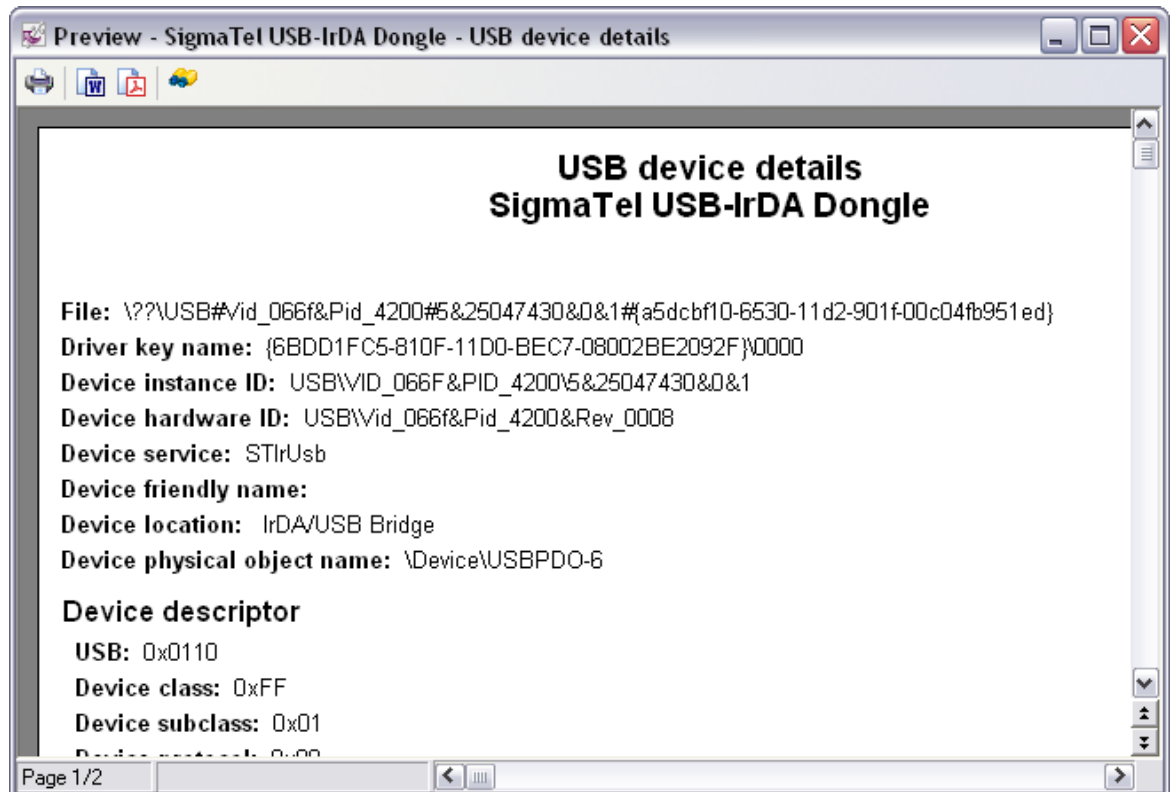 Preview - SigmaTel USB-IrDA Dongle - USB device details
USB device details
SigmaTel USB-IrDA Dongle
File: \??\USB#Vid_066f&Pid_4200#5&25047430&0&1#{a5dcbf10-6530-11d2-901f-00c04fb951ed}
Driver key name: {6BDD1FC5-810F-11D0-BEC7-08002BE2092F}\0000
Device instance ID: USB\VID_066F&PID_4200\5&25047430&0&1
Device hardware ID: USB\Vid_066f&Pid_4200&Rev_0008
Device service: STIrUsb
Device friendly name:
Device location: IrDA/USB Bridge
Device physical object name: \Device\USBPDO-6
Device descriptor
USB: 0x0110
Device class: 0xFF
Device subclass: 0x01
Page 1/2